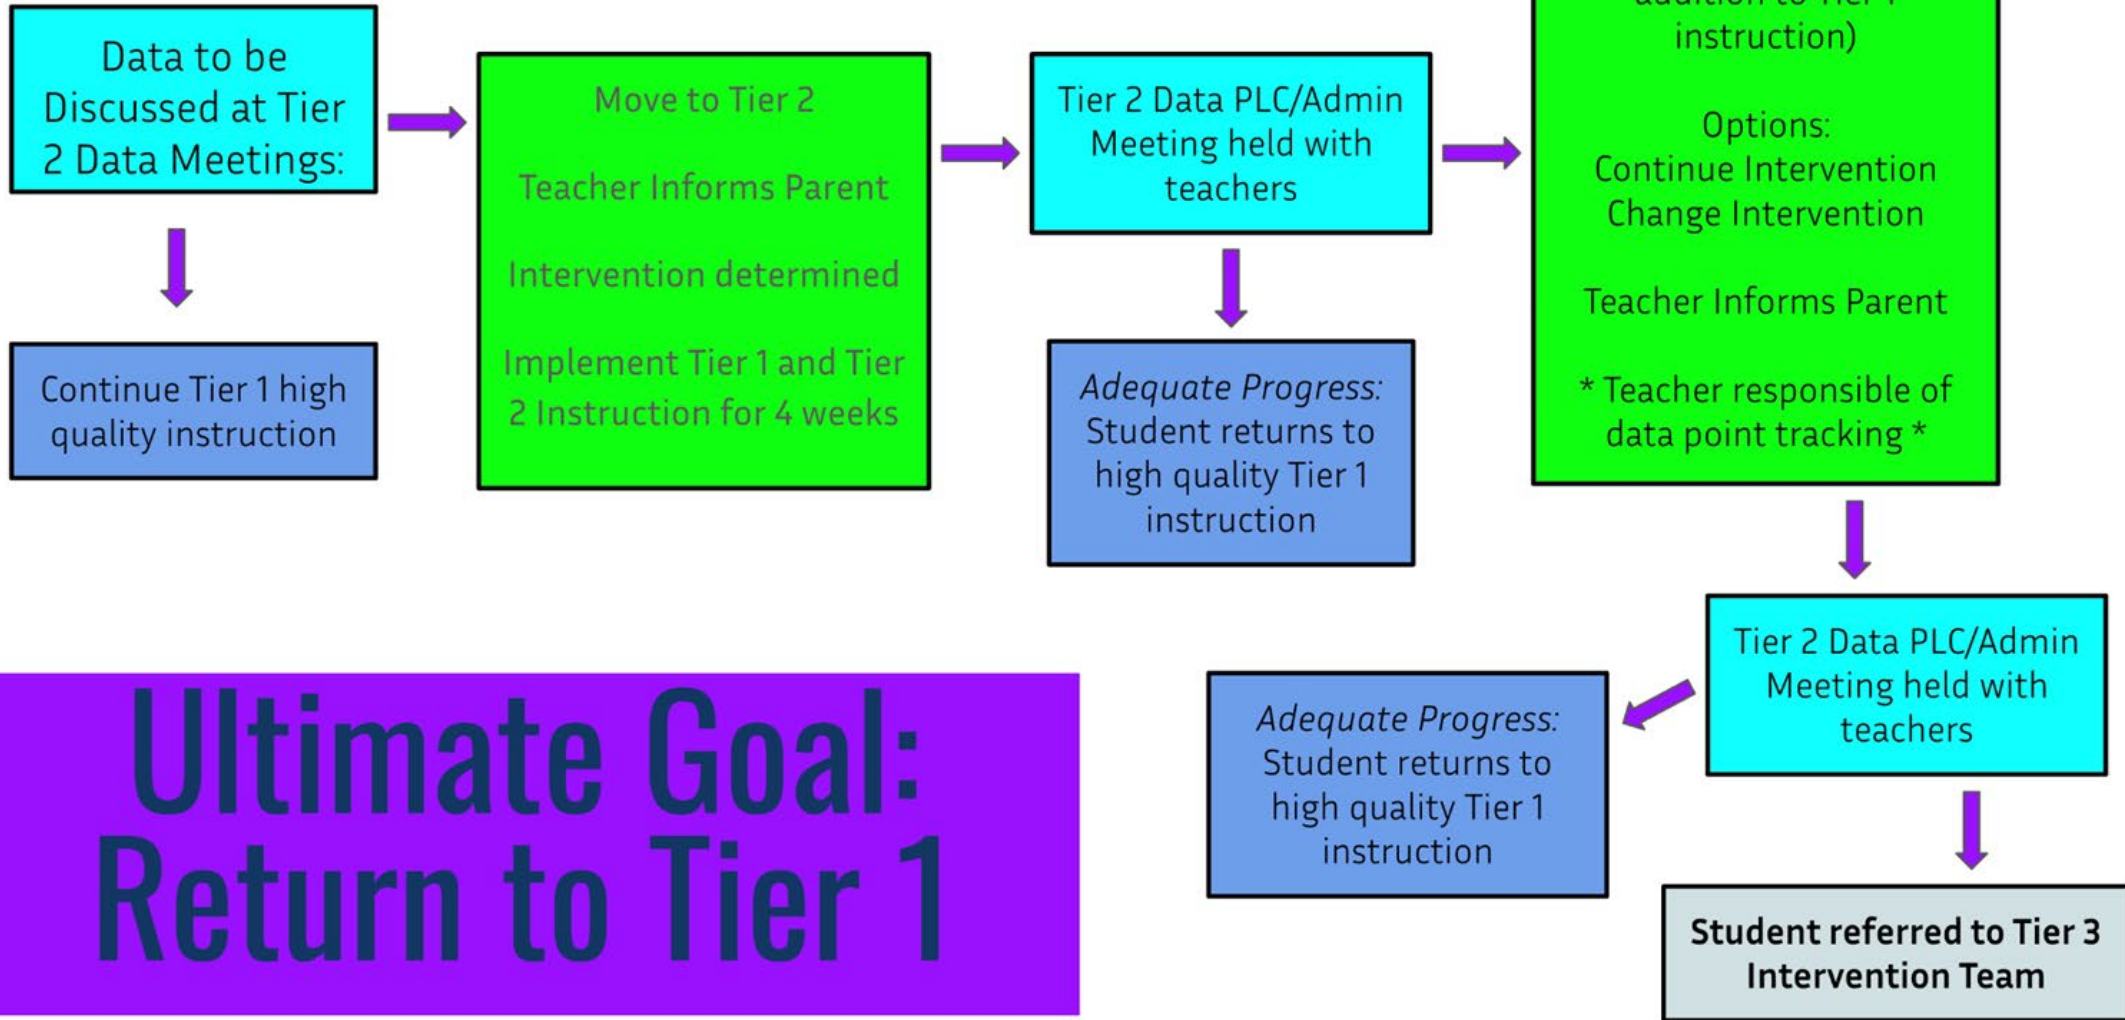 Data to be
Discussed at Tier
2 Data Meetings:
Continue Tier 1 high
quality instruction
Move to Tier 2
Teacher Informs Parent
Intervention determined
Implement Tier 1 and Tier
2 Instruction for 4 weeks
Tier 2 Data PLC/Admin
Meeting held with
teachers
Adequate Progress:
Student returns to
high quality Tier 1
instruction
addition to Tier 1
instruction)
Options:
Continue Intervention
Change Intervention
Teacher Informs Parent
* Teacher responsible of
data point tracking *
Tier 2 Data PLC/Admin
Meeting held with
teachers
Adequate Progress:
Student returns to
high quality Tier 1
instruction
Student referred to Tier 3
Intervention Team
Ultimate Goal:
Return to Tier 1